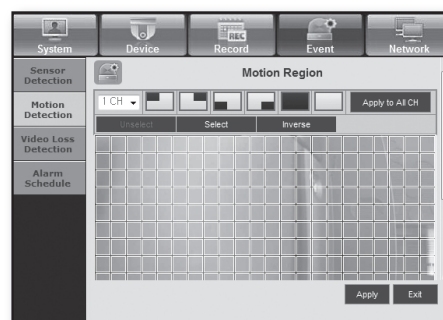 REC
System Device Record Event Network
Sensor
Detection
Motion
Detection
Video Loss
Detection
Alarm
Schedule
Motion Region
1 CH
Apply to All CH
Unselect Select Inverse
Apply Exit